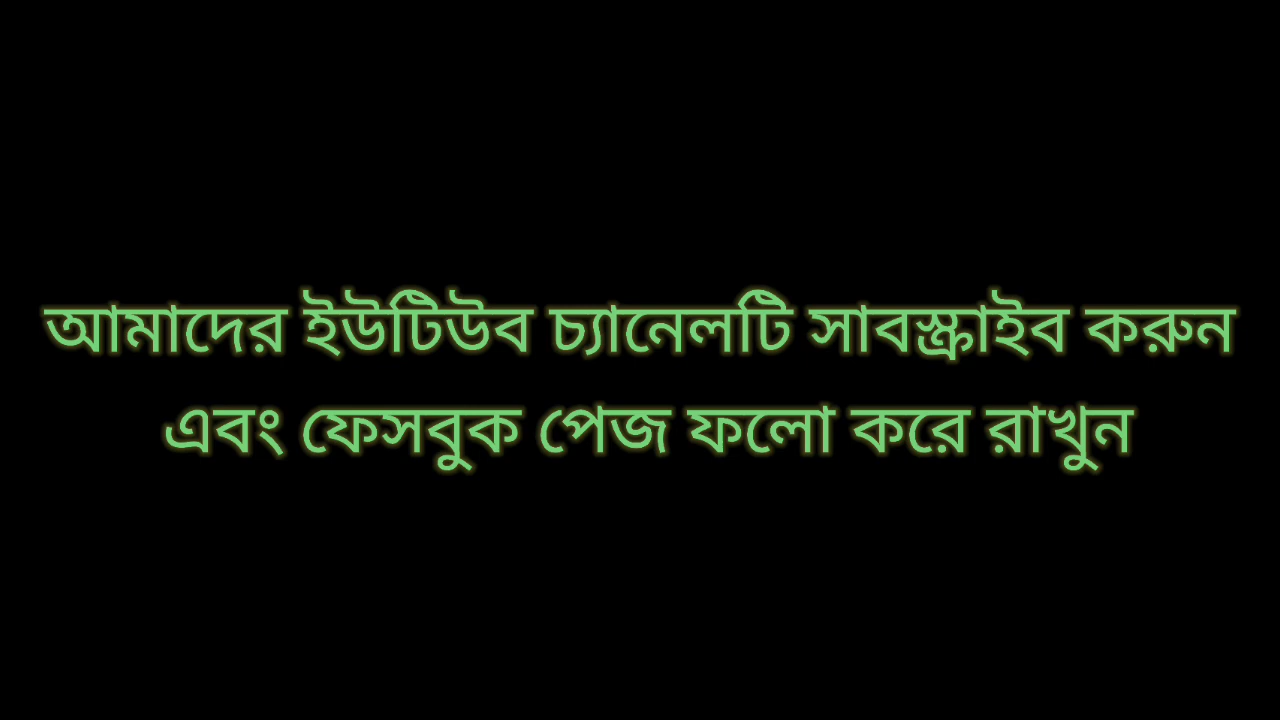 আমাদের ইউটিউব চ্যানেলটি সাবস্ক্রাইব করুন
এবং ফেসবুক পেজ ফলো করে রাখুন